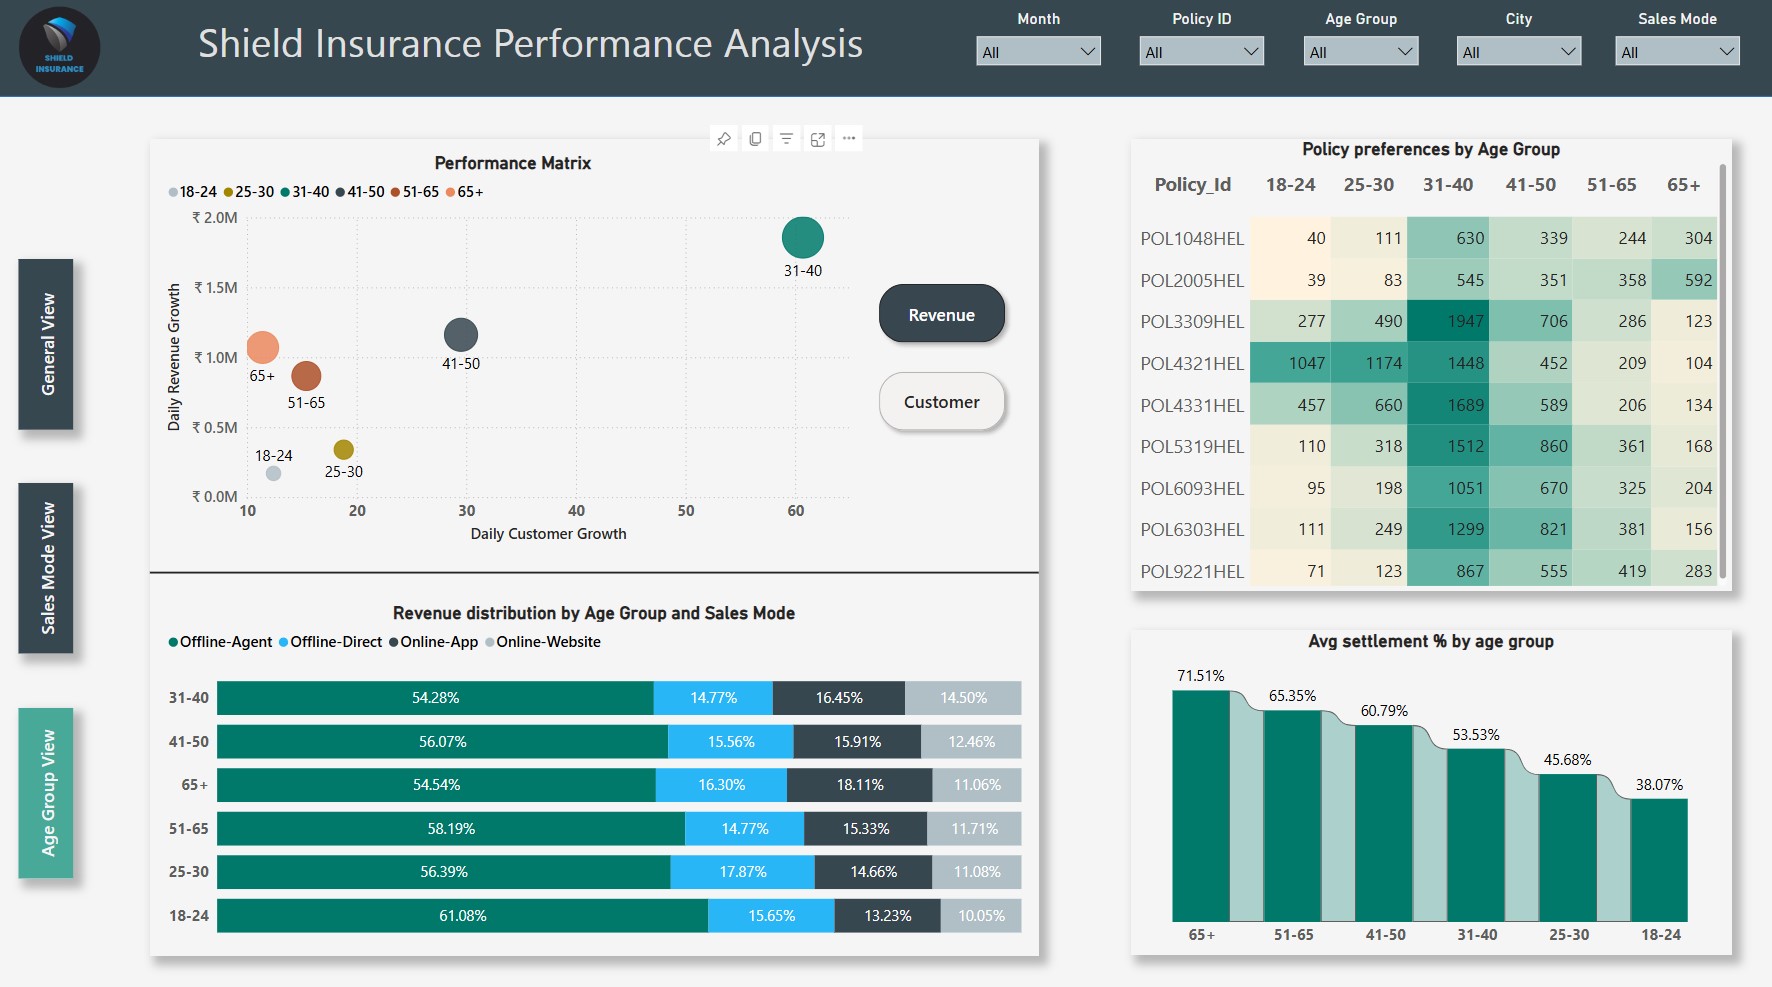 SHIELD
INSURANCE
Shield Insurance Performance Analysis
Month
Policy ID
Age Group
City
Sales Mode
All
All
All
All
All
General View
Sales Mode View
Age Group View
Performance Matrix
18-24 25-30 31-40 41-50 51-65 65+
Daily Revenue Growth
₹ 2.0M
₹ 1.5M
₹ 1.0M
₹ 0.5M
₹ 0.0M
31-40
41-50
65+
51-65
18-24
25-30
10 20 30 40 50 60
Daily Customer Growth
Revenue
Customer
Revenue distribution by Age Group and Sales Mode
Offline-Agent Offline-Direct Online-App Online-Website
31-40 54.28% 14.77% 16.45% 14.50%
41-50 56.07% 15.56% 15.91% 12.46%
65+ 54.54% 16.30% 18.11% 11.06%
51-65 58.19% 14.77% 15.33% 11.71%
25-30 56.39% 17.87% 14.66% 11.08%
18-24 61.08% 15.65% 13.23% 10.05%
Policy preferences by Age Group
Policy_Id 18-24 25-30 31-40 41-50 51-65 65+
POL1048HEL 40 111 630 339 244 304
POL2005HEL 39 83 545 351 358 592
POL3309HEL 277 490 1947 706 286 123
POL4321HEL 1047 1174 1448 452 209 104
POL4331HEL 457 660 1689 589 206 134
POL5319HEL 110 318 1512 860 361 168
POL6093HEL 95 198 1051 670 325 204
POL6303HEL 111 249 1299 821 381 156
POL9221HEL 71 123 867 555 419 283
Avg settlement % by age group
71.51%
65.35%
60.79%
53.53%
45.68%
38.07%
65+ 51-65 41-50 31-40 25-30 18-24